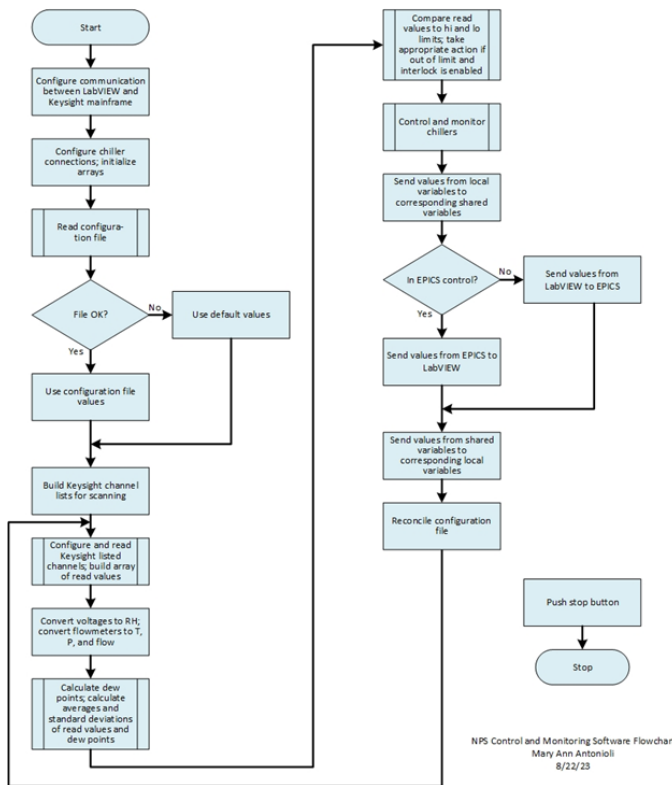 Start
Configure communication
between LabVIEW and
Keysight mainframe
Configure chiller
connections; initialize
arrays
Read configura-
tion file
File OK?
No
Use default values
Yes
Use configuration file
values
Build Keysight channel
lists for scanning
Configure and read
Keysight listed
channels; build array
of read values
Convert voltages to RH;
convert flowmeters to T,
P, and flow
Calculate dew
points; calculate
averages and
standard deviations
of read values and
dew points
Compare read
values to hi and lo
limits; take
appropriate action if
out of limit and
interlock is enabled
Control and monitor
chillers
Send values from local
variables to
corresponding shared
variables
In EPICS control?
No
Send values from
LabVIEW to EPICS
Yes
Send values from EPICS to
LabVIEW
Send values from shared
variables to
corresponding local
variables
Reconcile configuration
file
Push stop button
Stop
NPS Control and Monitoring Software Flowchar
Mary Ann Antonioli
8/22/23